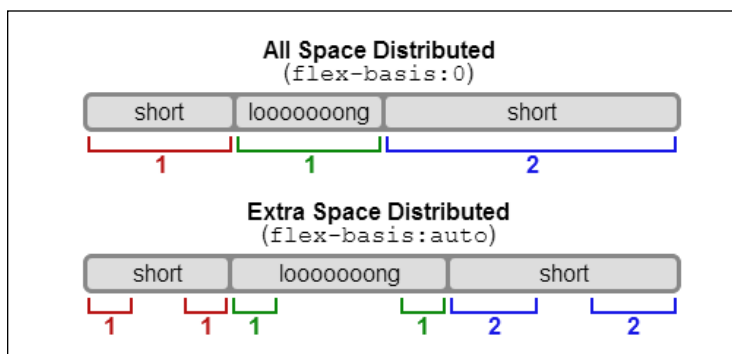 All Space Distributed
(flex-basis:0)
short looooooong short
1 1 2
Extra Space Distributed
(flex-basis:auto)
short looooooong short
1 1 1 1 2 2